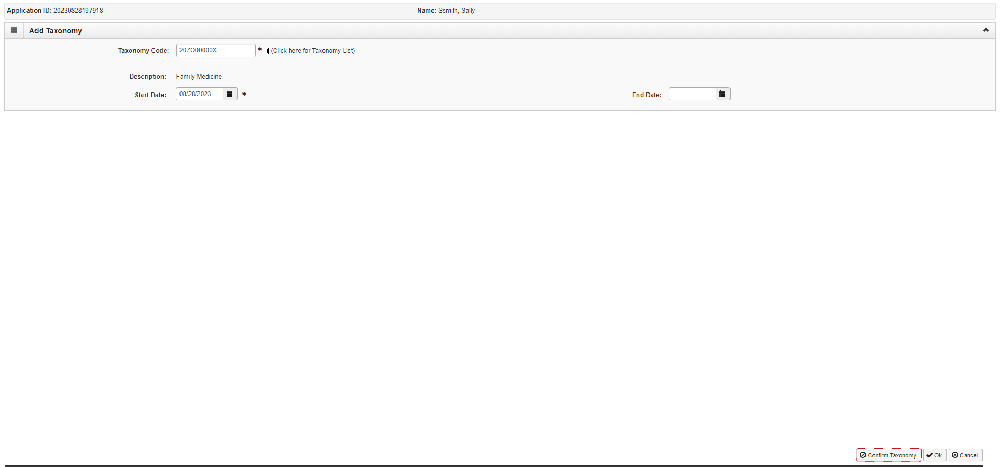 Application ID: 20230828197918 Name: Ssmith, Sally
Add Taxonomy
Taxonomy Code: 207Q00000X * (Click here for Taxonomy List)
Description: Family Medicine
Start Date: 08/28/2023 * End Date:
Confirm Taxonomy Ok Cancel